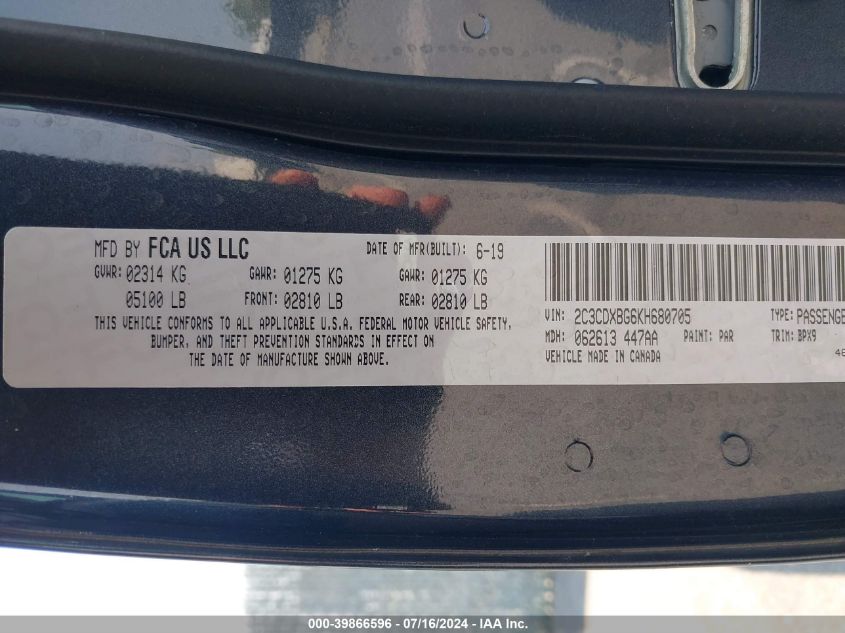 MFD BY FCA US LLC DATE OF MFR(BUILT): 6-19
GVWR: 02314 KG GAWR: 01275 KG GAWR: 01275 KG
05100 LB FRONT: 02810 LB REAR: 02810 LB
THIS VEHICLE CONFORMS TO ALL APPLICABLE U.S.A. FEDERAL MOTOR VEHICLE SAFETY,
BUMPER, AND THEFT PREVENTION STANDARDS IN EFFECT ON
THE DATE OF MANUFACTURE SHOWN ABOVE.
VIN: 2C3CDXBG6KH680705 TYPE: PASSENGE
MDH: 062613 447AA PAINT: PAR TRIM: BPX9
VEHICLE MADE IN CANADA
000-39866596 - 07/16/2024 - IAAI.COM